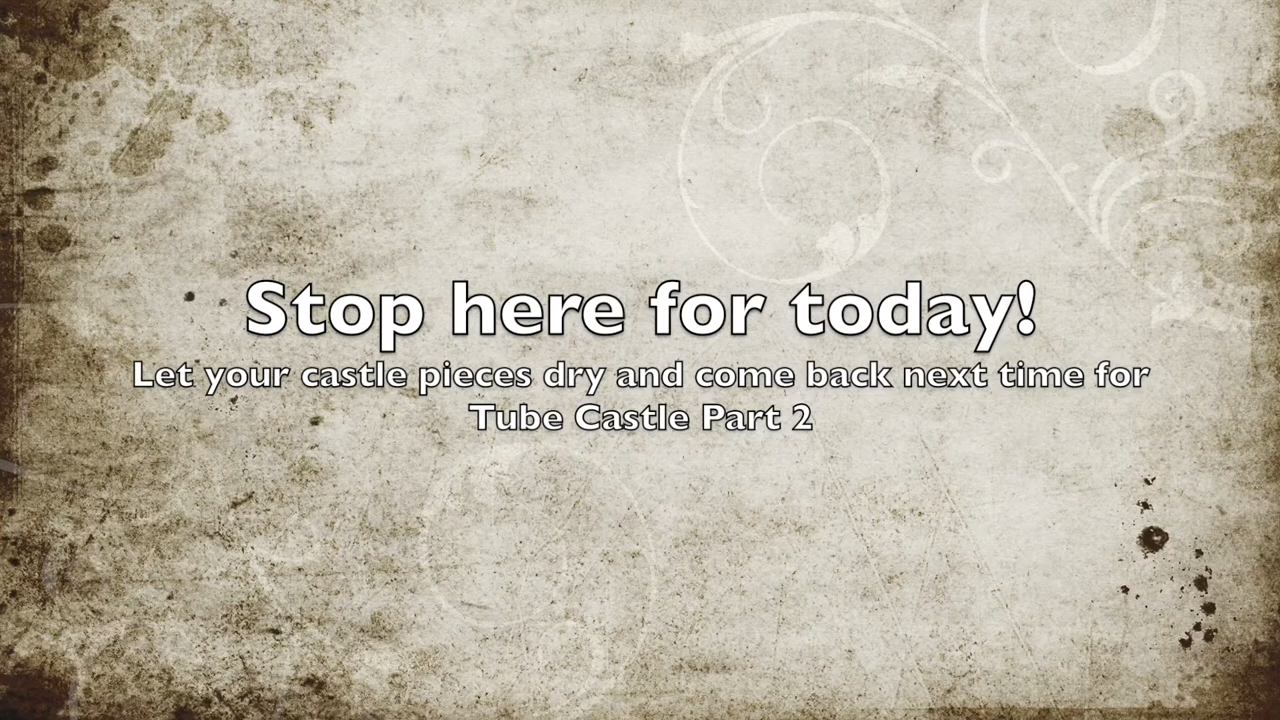 Stop here for today!
Let your castle pieces dry and come back next time for
Tube Castle Part 2